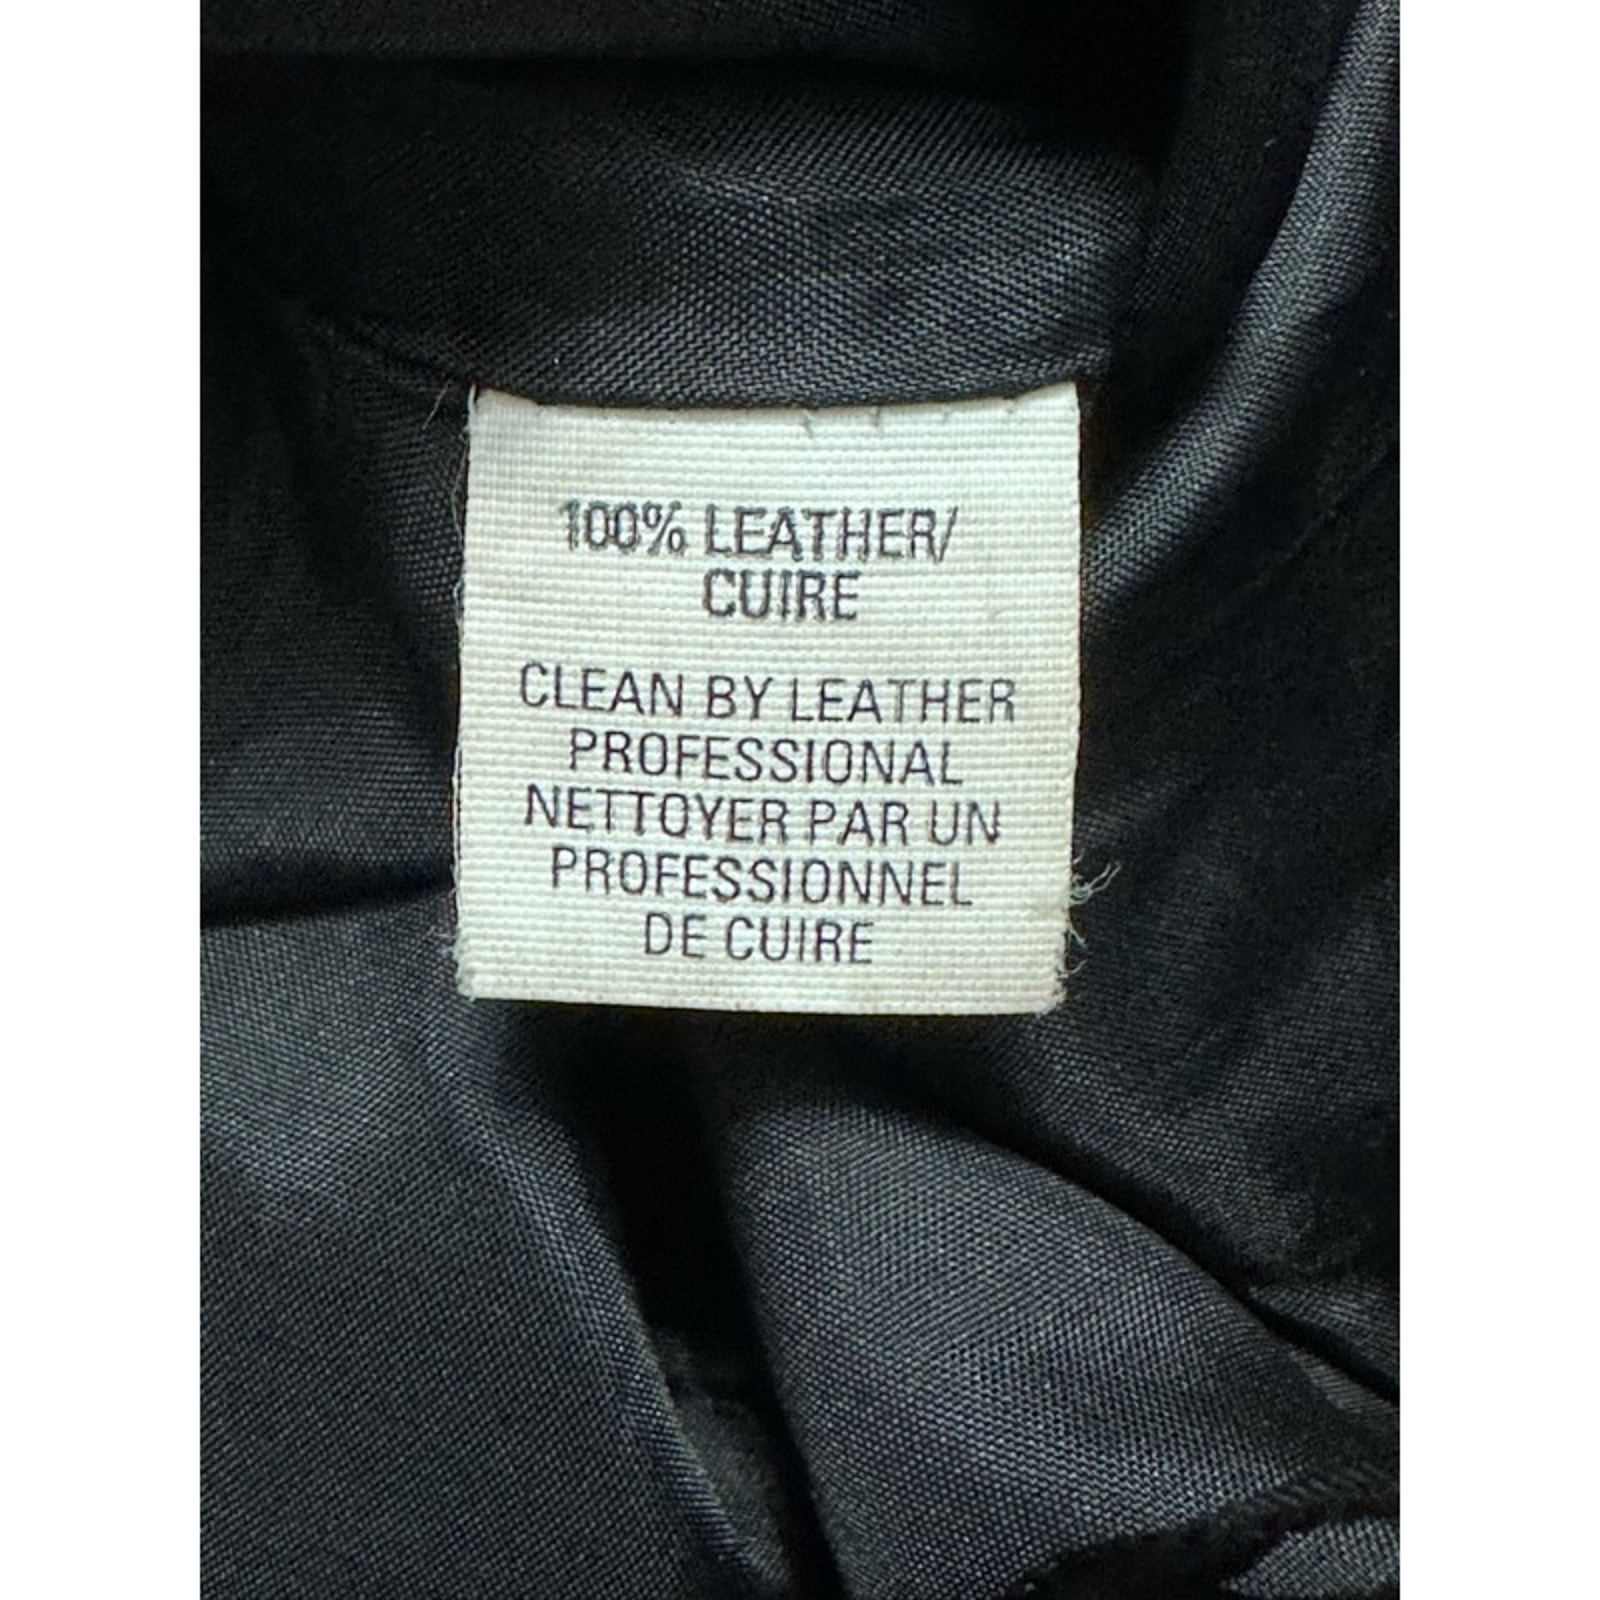 100% LEATHER/
CUIRE
CLEAN BY LEATHER
PROFESSIONAL
NETTOYER PAR UN
PROFESSIONNEL
DE CUIRE